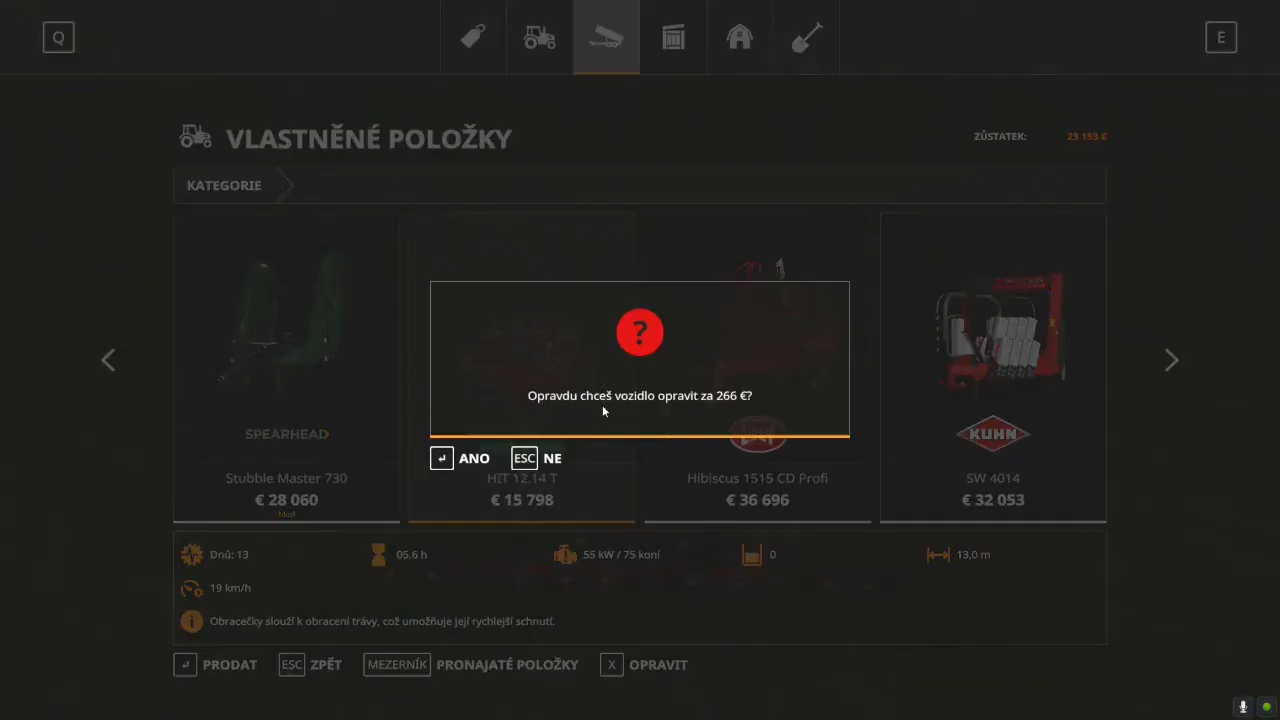 Q
E
VLASTNĚNÉ POLOŽKY
ZŮSTATEK: 23 153 €
KATEGORIE
?
Opravdu chceš vozidlo opravit za 266 €?
SPEARHEAD
KUHN
↵ ANO ESC NE
Stubble Master 730
€ 28 060
Mod
HIT 12.14 T
€ 15 798
Hibiscus 1515 CD Profi
€ 36 696
SW 4014
€ 32 053
Dnů: 13
05.6 h
55 kW / 75 koní
0
13,0 m
19 km/h
Obracečky slouží k obracení trávy, což umožňuje její rychlejší schnutí.
↵ PRODAT ESC ZPĚT MEZERNÍK PRONAJATÉ POLOŽKY X OPRAVIT